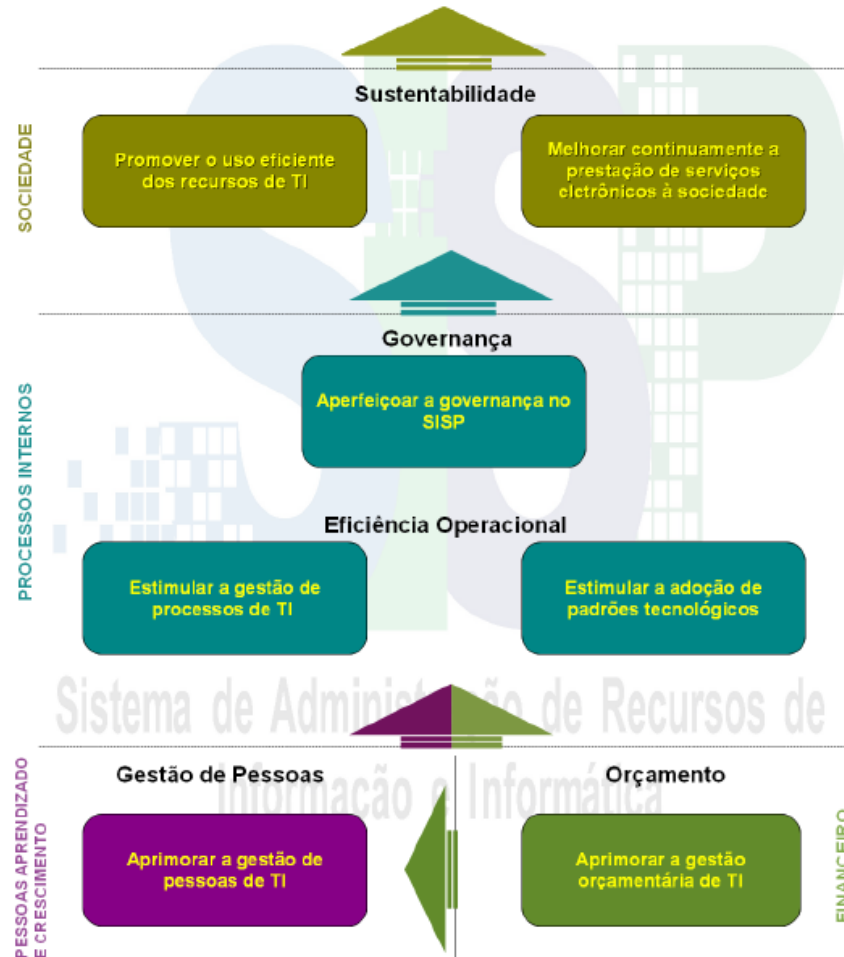 Sustentabilidade
SOCIEDADE
Promover o uso eficiente
dos recursos de TI
Melhorar continuamente a
prestação de serviços
eletrônicos à sociedade
Governança
PROCESSOS INTERNOS
Aperfeiçoar a governança no
SISP
Eficiência Operacional
Estimular a gestão de
processos de TI
Estimular a adoção de
padrões tecnológicos
Sistema de Administração de Recursos de
Informação e Informática
Gestão de Pessoas
Orçamento
PESSOAS APRENDIZADO
E CRESCIMENTO
Aprimorar a gestão de
pessoas de TI
Aprimorar a gestão
orçamentária de TI
FINANCEIRO